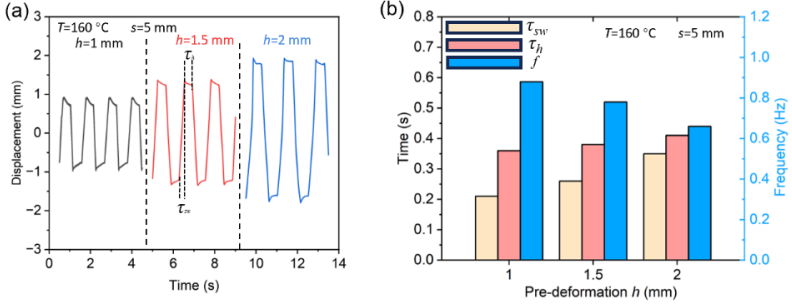 (a)
T=160 °C s=5 mm
h=1 mm
h=1.5 mm
h=2 mm
τh
τsw
Displacement (mm)
3
2
1
0
−1
−2
−3
0 2 4 6 8 10 12 14
Time (s)
(b)
τsw
τh
f
T=160 °C s=5 mm
Time (s)
0.8
0.7
0.6
0.5
0.4
0.3
0.2
0.1
0.0
1.2
1.0
0.8
0.6
0.4
0.2
0.0
Frequency (Hz)
1 1.5 2
Pre-deformation h (mm)